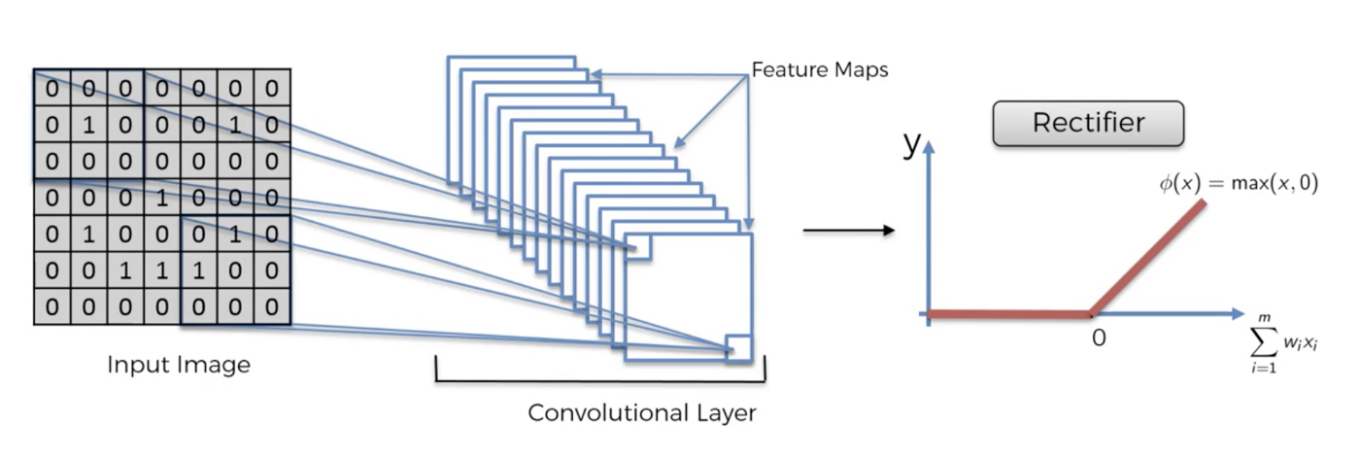 0 0 0 0 0 0 0
0 1 0 0 0 1 0
0 0 0 0 0 0 0
0 0 0 1 0 0 0
0 1 0 0 0 1 0
0 0 1 1 1 0 0
0 0 0 0 0 0 0
Input Image
Feature Maps
Convolutional Layer
Rectifier
y
ϕ(x) = max(x, 0)
0
m
∑ wᵢxᵢ
i=1